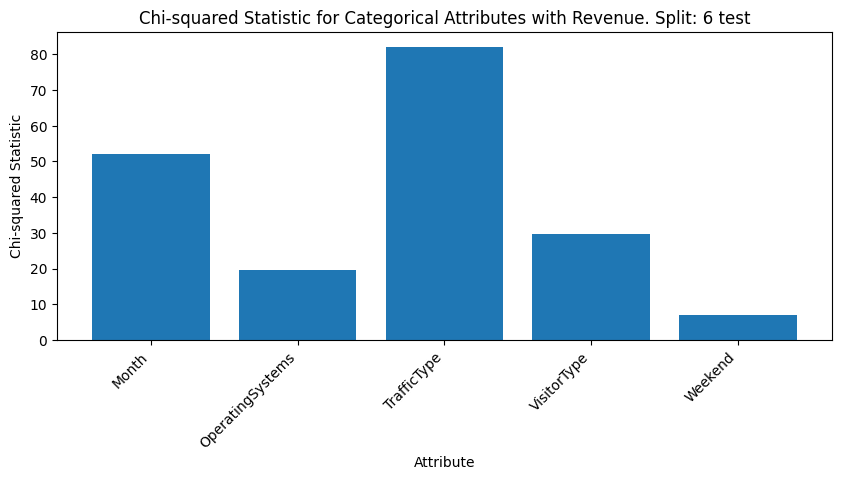 Chi-squared Statistic for Categorical Attributes with Revenue. Split: 6 test
Chi-squared Statistic
80
70
60
50
40
30
20
10
0
Month
OperatingSystems
TrafficType
VisitorType
Weekend
Attribute